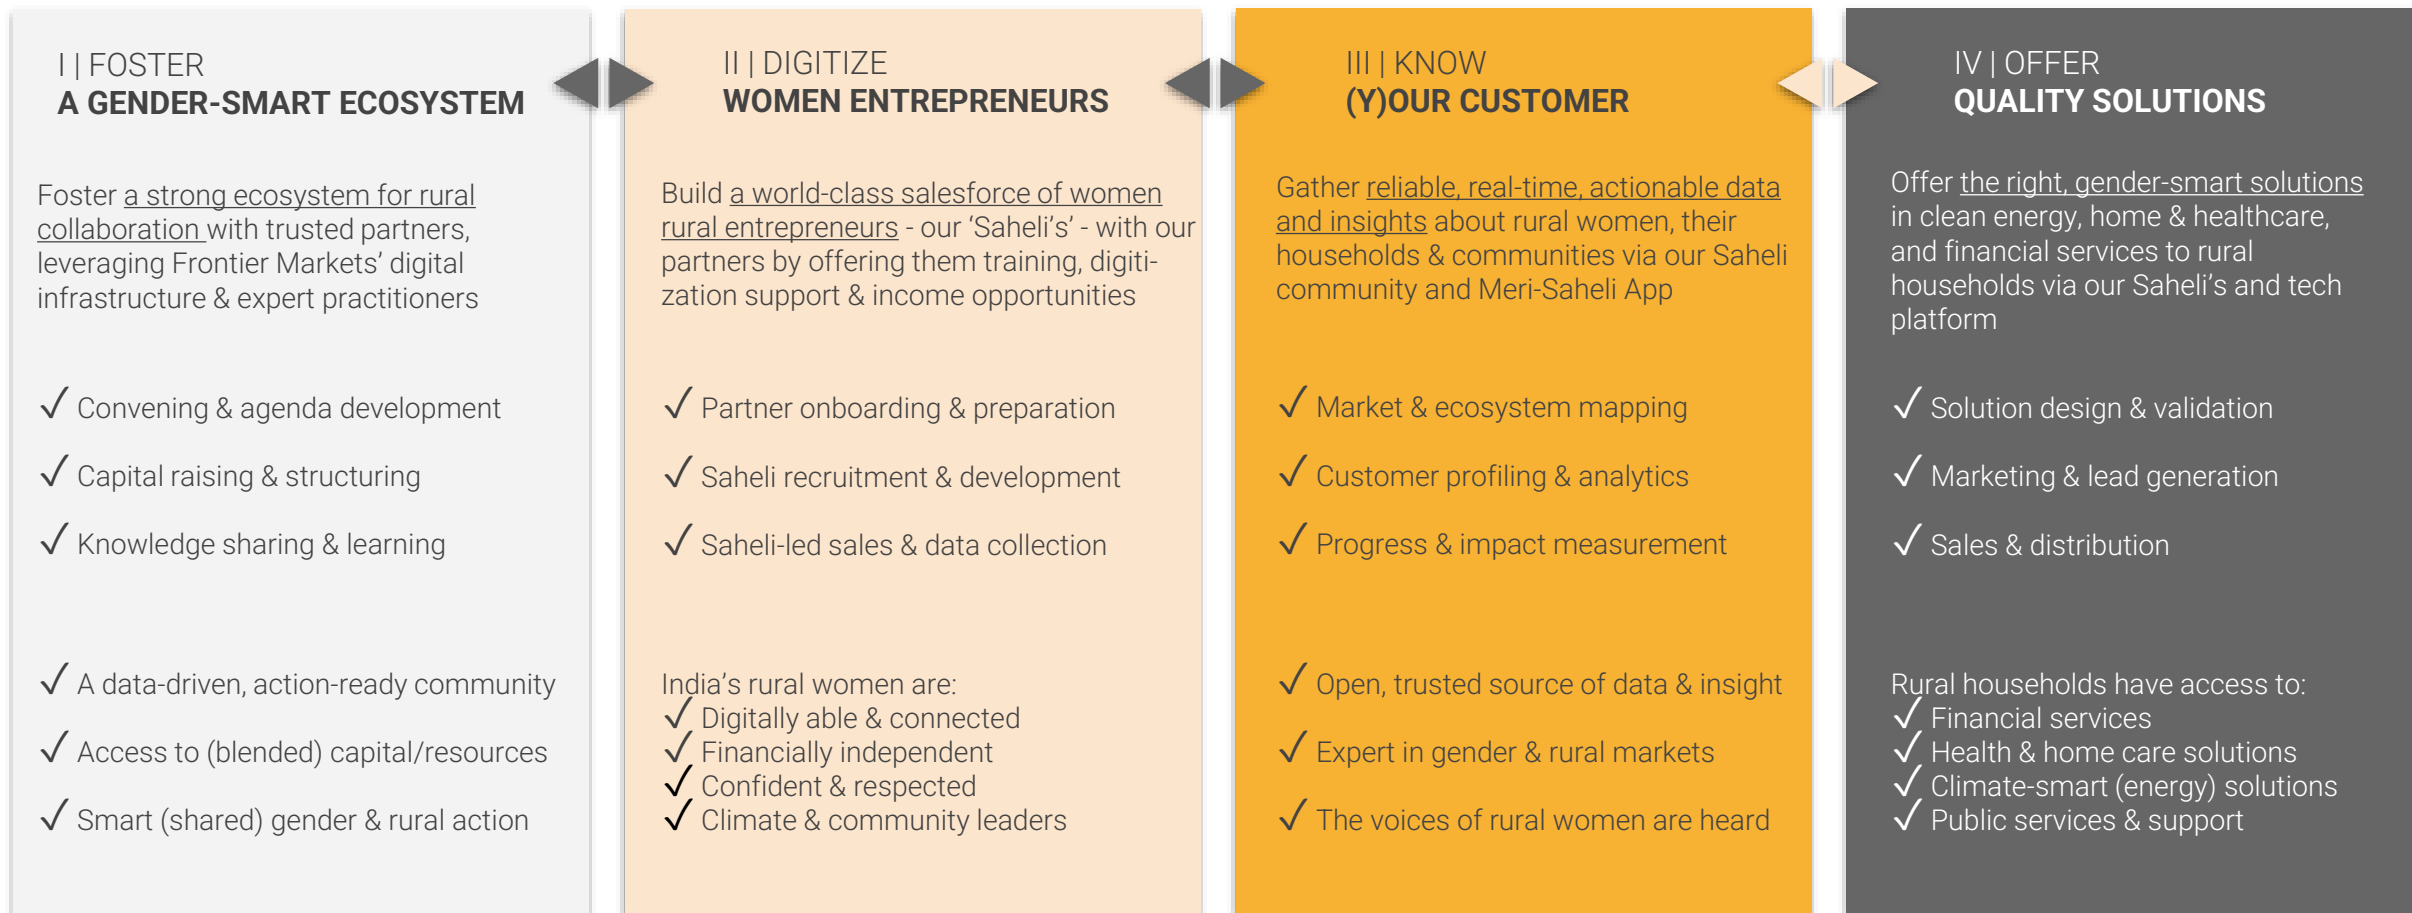 I | FOSTER
A GENDER-SMART ECOSYSTEM
Foster a strong ecosystem for rural
collaboration with trusted partners,
leveraging Frontier Markets' digital
infrastructure & expert practitioners
✓ Convening & agenda development
✓ Capital raising & structuring
✓ Knowledge sharing & learning
✓ A data-driven, action-ready community
✓ Access to (blended) capital/resources
✓ Smart (shared) gender & rural action
II | DIGITIZE
WOMEN ENTREPRENEURS
Build a world-class salesforce of women
rural entrepreneurs - our ‘Saheli’s’ - with our
partners by offering them training, digiti-
zation support & income opportunities
✓ Partner onboarding & preparation
✓ Saheli recruitment & development
✓ Saheli-led sales & data collection
India’s rural women are:
✓ Digitally able & connected
✓ Financially independent
✓ Confident & respected
✓ Climate & community leaders
III | KNOW
(Y)OUR CUSTOMER
Gather reliable, real-time, actionable data
and insights about rural women, their
households & communities via our Saheli
community and Meri-Saheli App
✓ Market & ecosystem mapping
✓ Customer profiling & analytics
✓ Progress & impact measurement
✓ Open, trusted source of data & insight
✓ Expert in gender & rural markets
✓ The voices of rural women are heard
IV | OFFER
QUALITY SOLUTIONS
Offer the right, gender-smart solutions
in clean energy, home & healthcare,
and financial services to rural
households via our Saheli’s and tech
platform
✓ Solution design & validation
✓ Marketing & lead generation
✓ Sales & distribution
Rural households have access to:
✓ Financial services
✓ Health & home care solutions
✓ Climate-smart (energy) solutions
✓ Public services & support